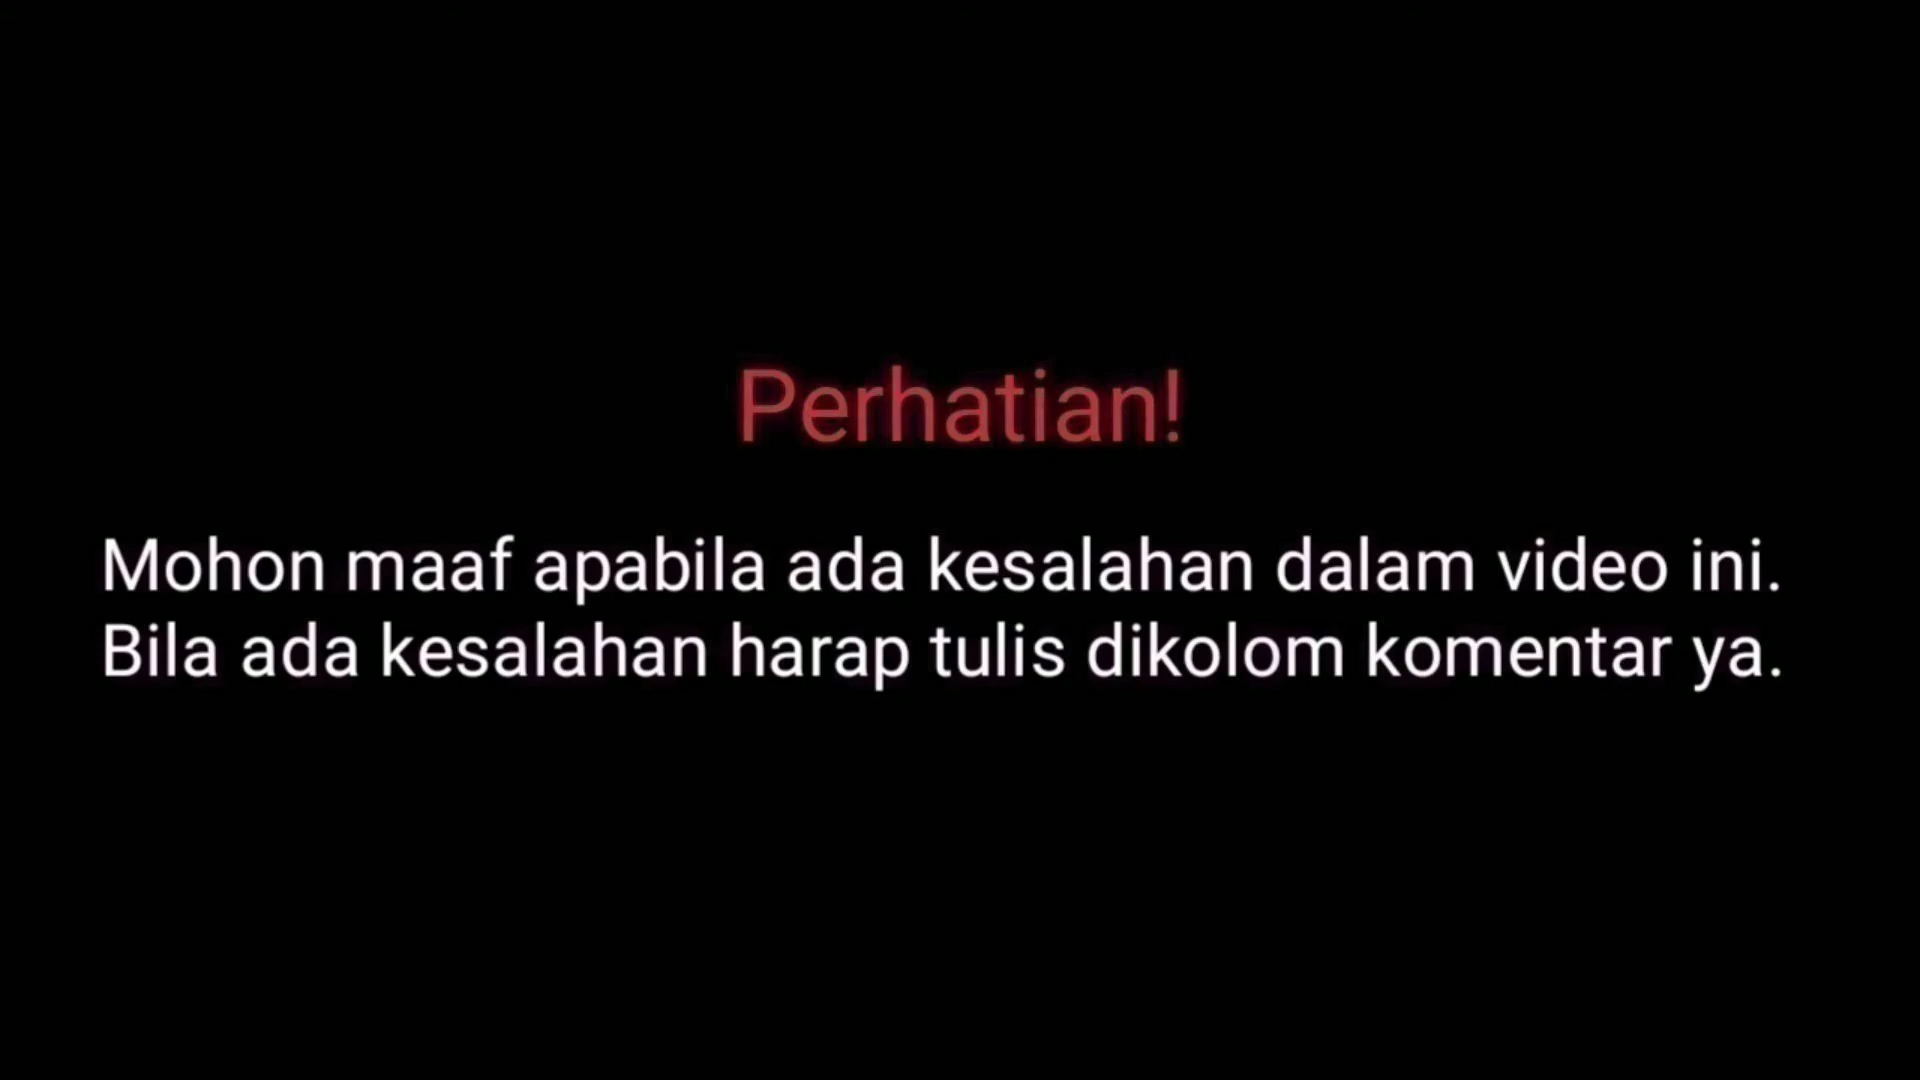 Perhatian!
Mohon maaf apabila ada kesalahan dalam video ini.
Bila ada kesalahan harap tulis dikolom komentar ya.